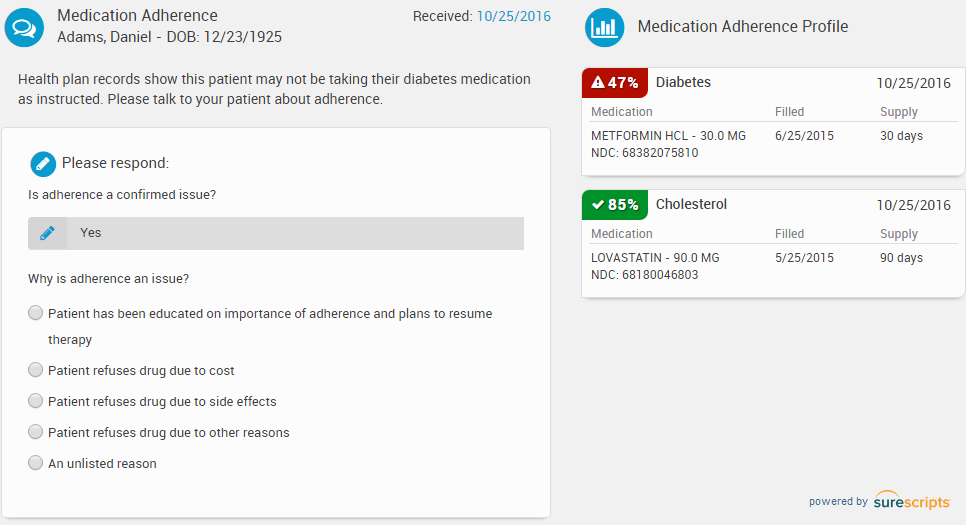 Medication Adherence
Received: 10/25/2016
Adams, Daniel - DOB: 12/23/1925
Health plan records show this patient may not be taking their diabetes medication
as instructed. Please talk to your patient about adherence.
Please respond:
Is adherence a confirmed issue?
Yes
Why is adherence an issue?
Patient has been educated on importance of adherence and plans to resume
therapy
Patient refuses drug due to cost
Patient refuses drug due to side effects
Patient refuses drug due to other reasons
An unlisted reason
Medication Adherence Profile
47% Diabetes 10/25/2016
Medication Filled Supply
METFORMIN HCL - 30.0 MG 6/25/2015 30 days
NDC: 68382075810
85% Cholesterol 10/25/2016
Medication Filled Supply
LOVASTATIN - 90.0 MG 5/25/2015 90 days
NDC: 68180046803
powered by surescripts